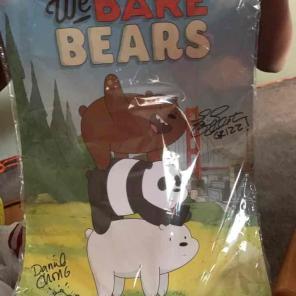 We BARE
BEARS
GRIZZ!
Daniel
Chong